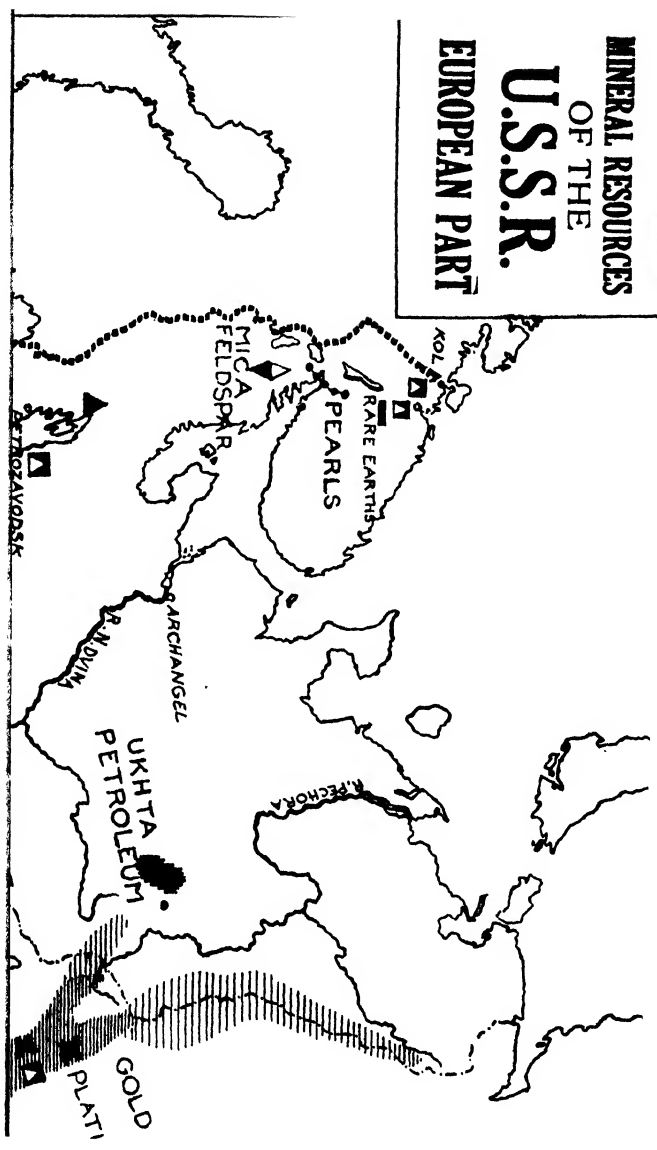 MINERAL RESOURCES
OF THE
U.S.S.R.
EUROPEAN PART
KOL
RARE EARTHS
PEARLS
MICA
FELDSPAR
PETROZAVODSK
ARCHANGEL
R.N.DVINA
R.PECHORA
UKHTA
PETROLEUM
GOLD
PLATI